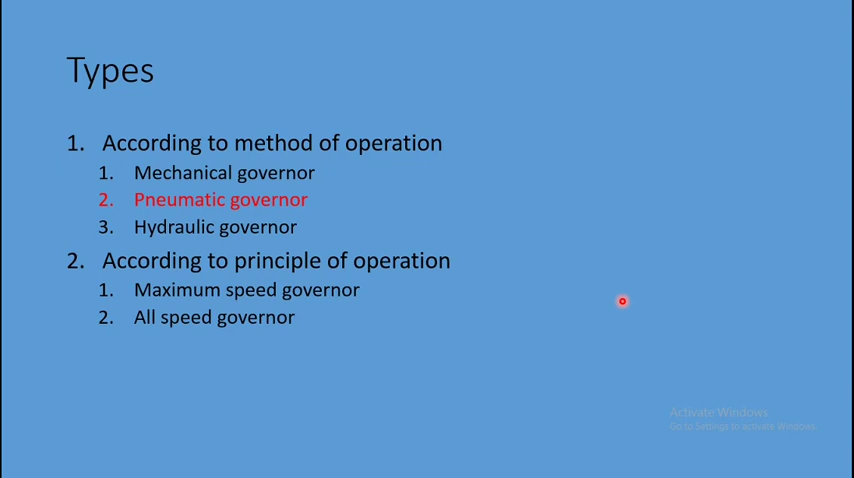 Types
1. According to method of operation
1. Mechanical governor
2. Pneumatic governor
3. Hydraulic governor
2. According to principle of operation
1. Maximum speed governor
2. All speed governor
Activate Windows
Go to Settings to activate Windows.